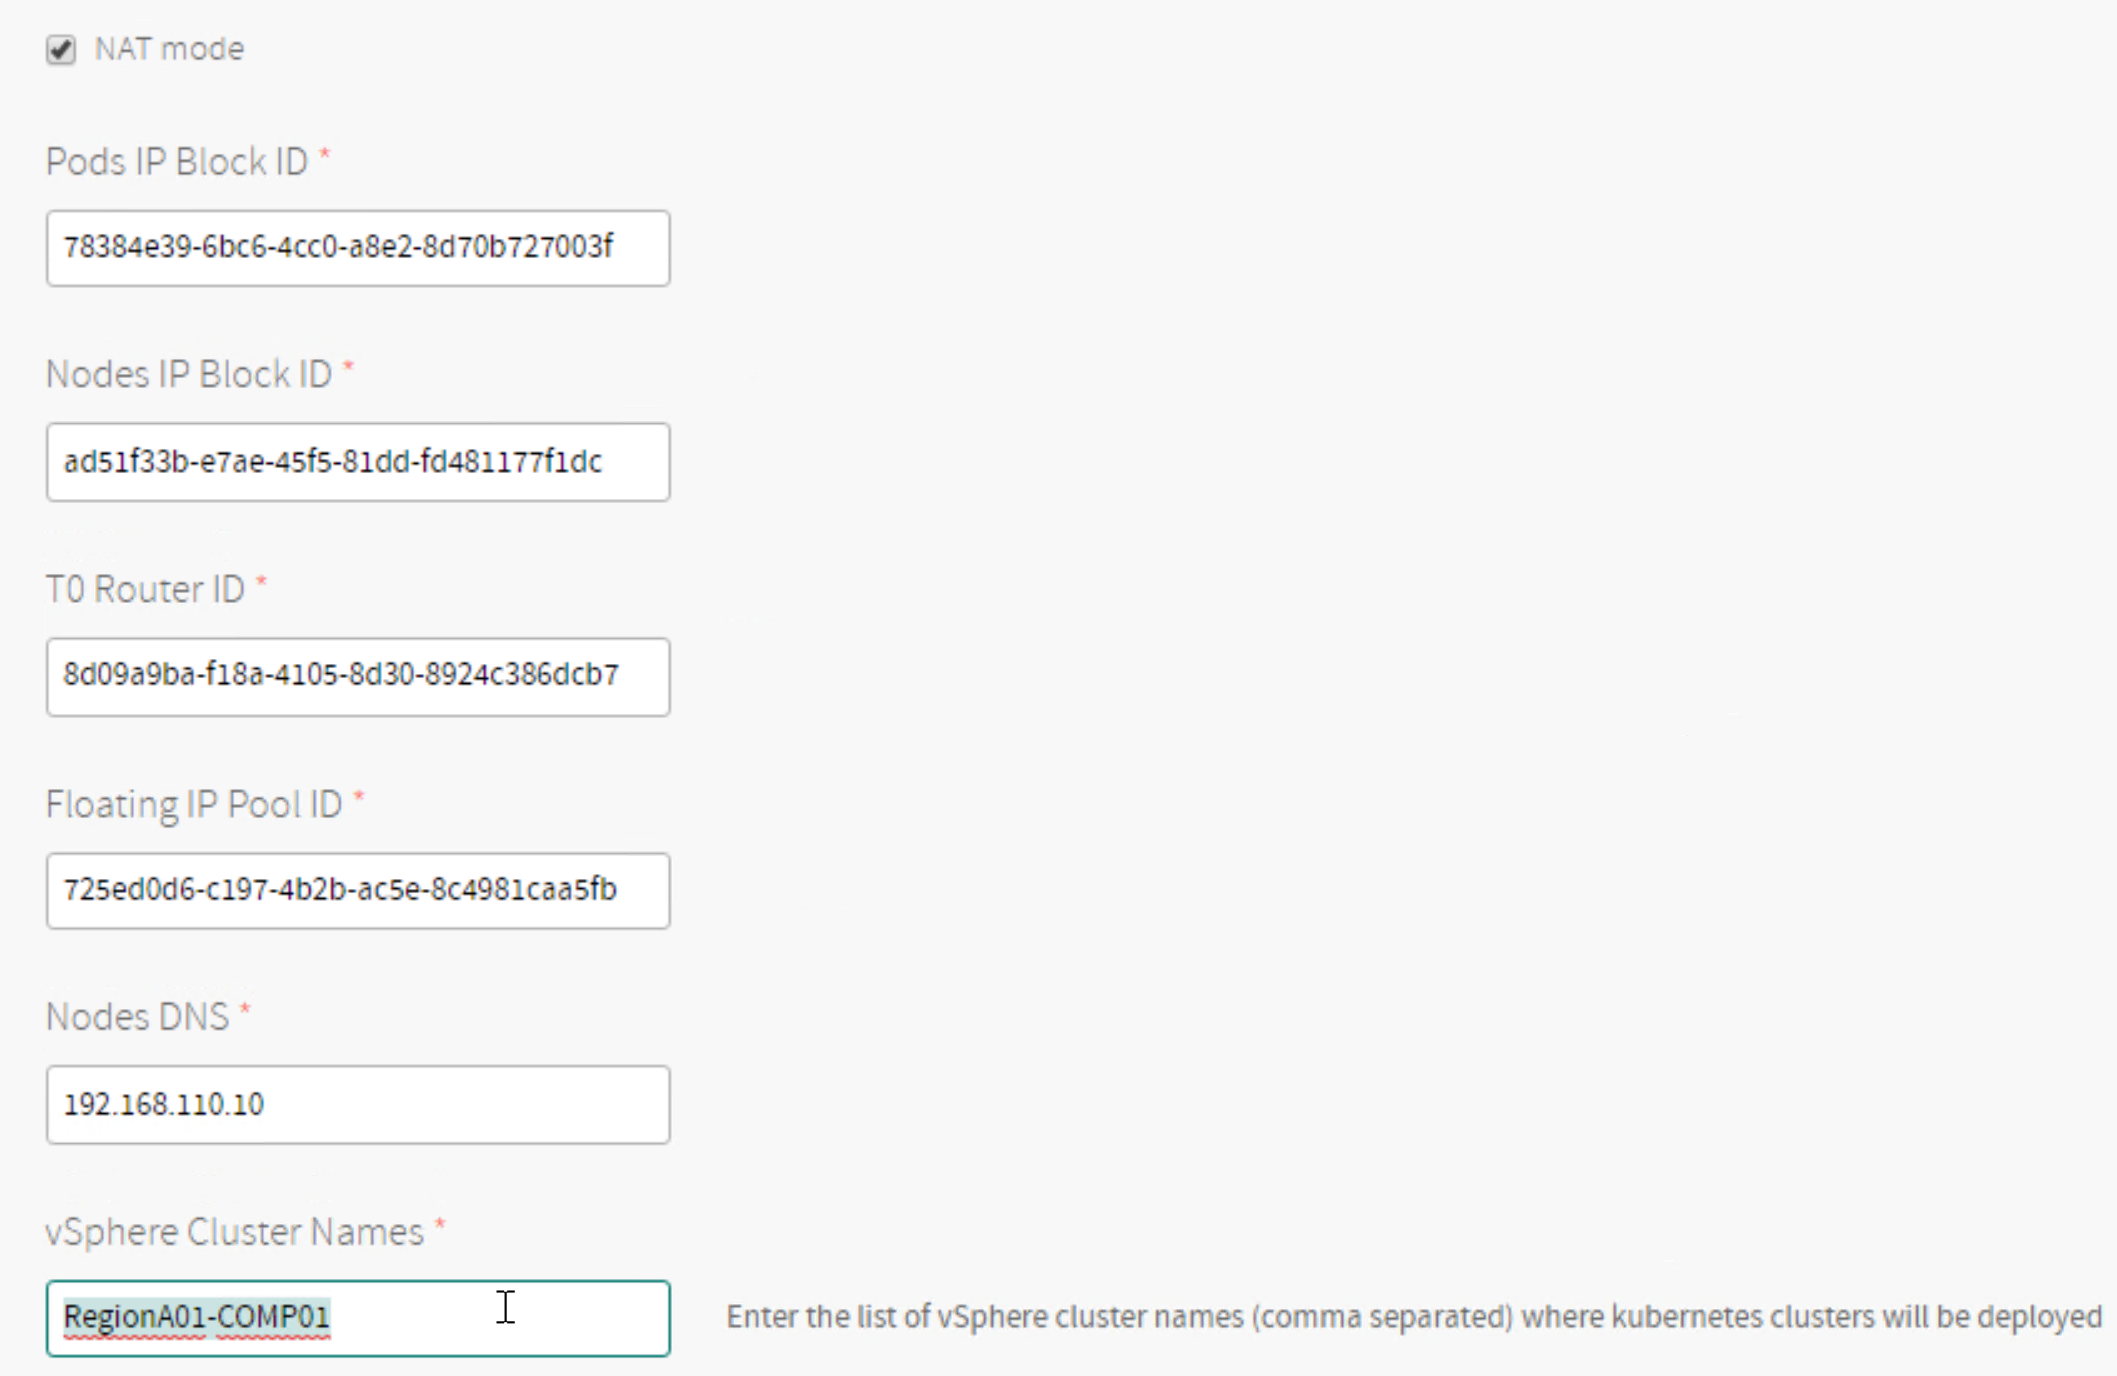 NAT mode
Pods IP Block ID *
78384e39-6bc6-4cc0-a8e2-8d70b727003f
Nodes IP Block ID *
ad51f33b-e7ae-45f5-81dd-fd481177f1dc
T0 Router ID *
8d09a9ba-f18a-4105-8d30-8924c386dcb7
Floating IP Pool ID *
725ed0d6-c197-4b2b-ac5e-8c4981caa5fb
Nodes DNS *
192.168.110.10
vSphere Cluster Names *
RegionA01-COMP01
Enter the list of vSphere cluster names (comma separated) where kubernetes clusters will be deployed